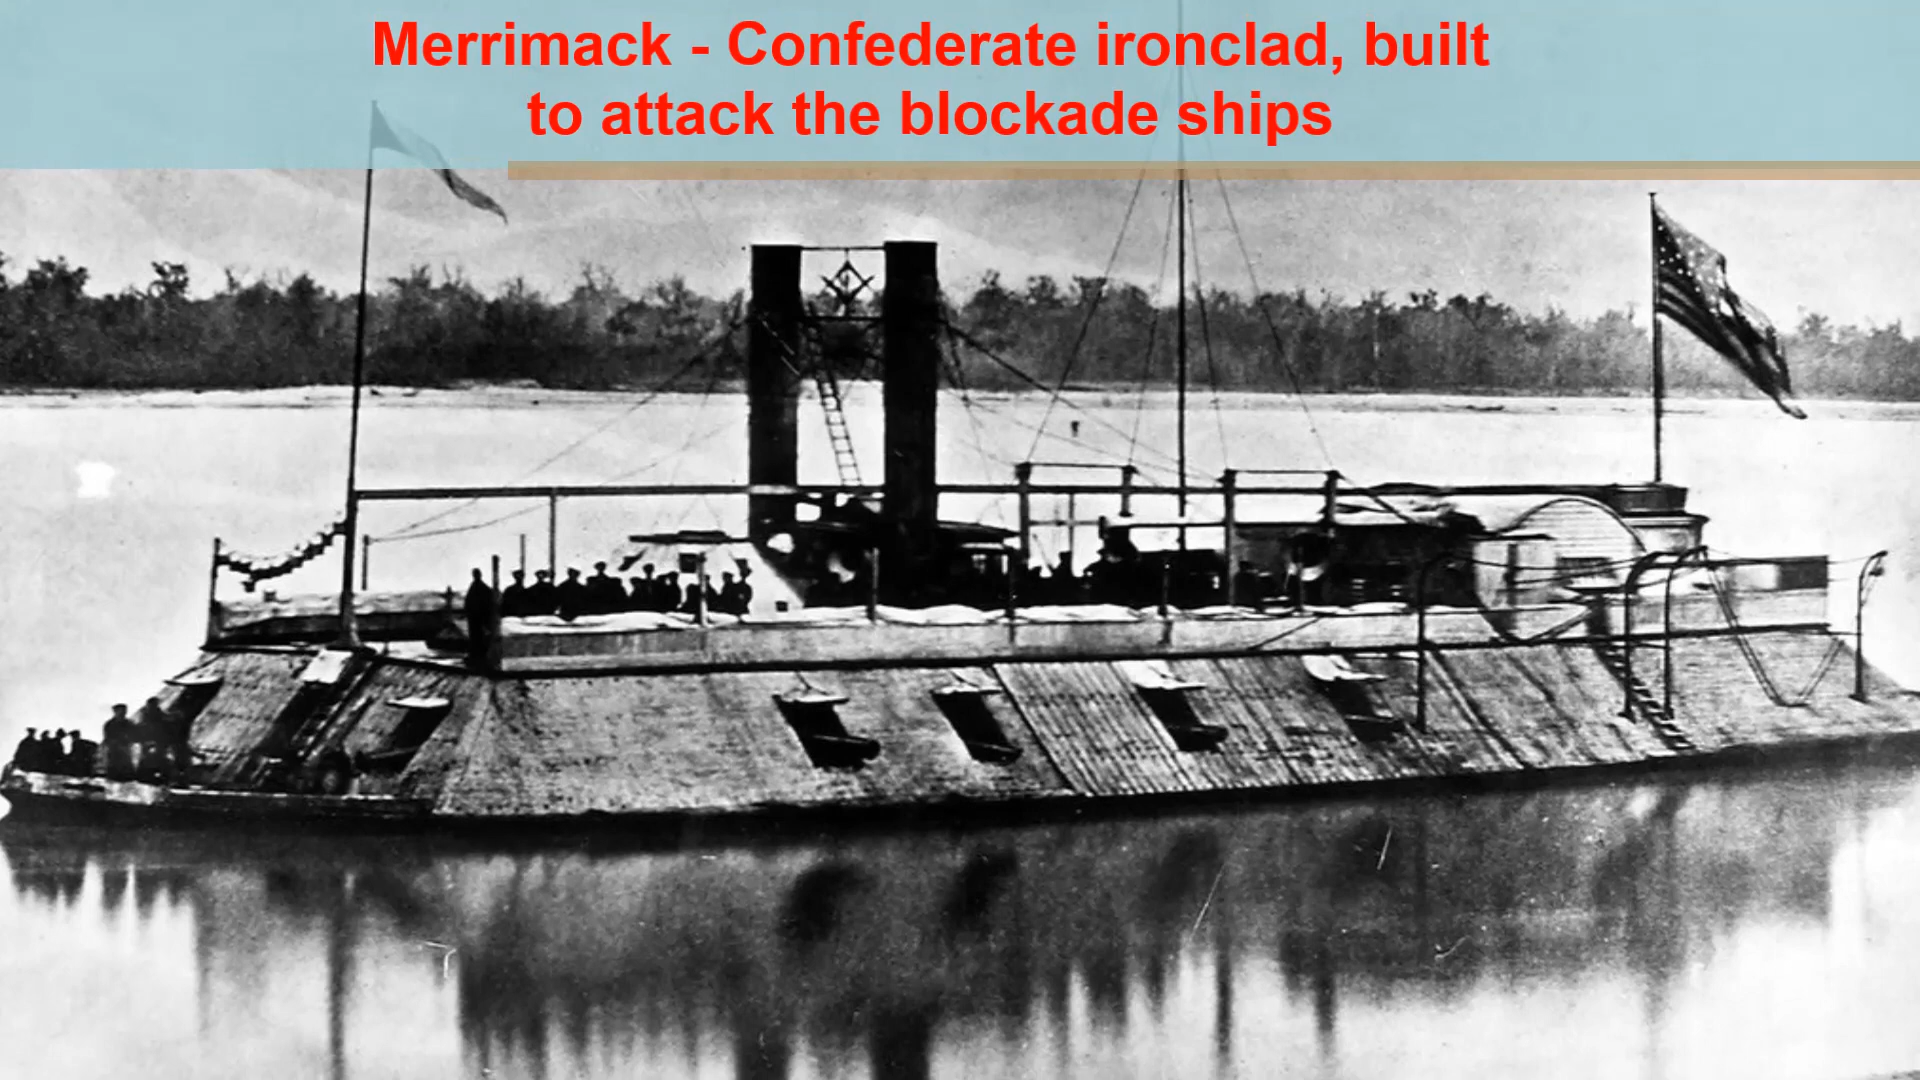 Merrimack - Confederate ironclad, built
to attack the blockade ships